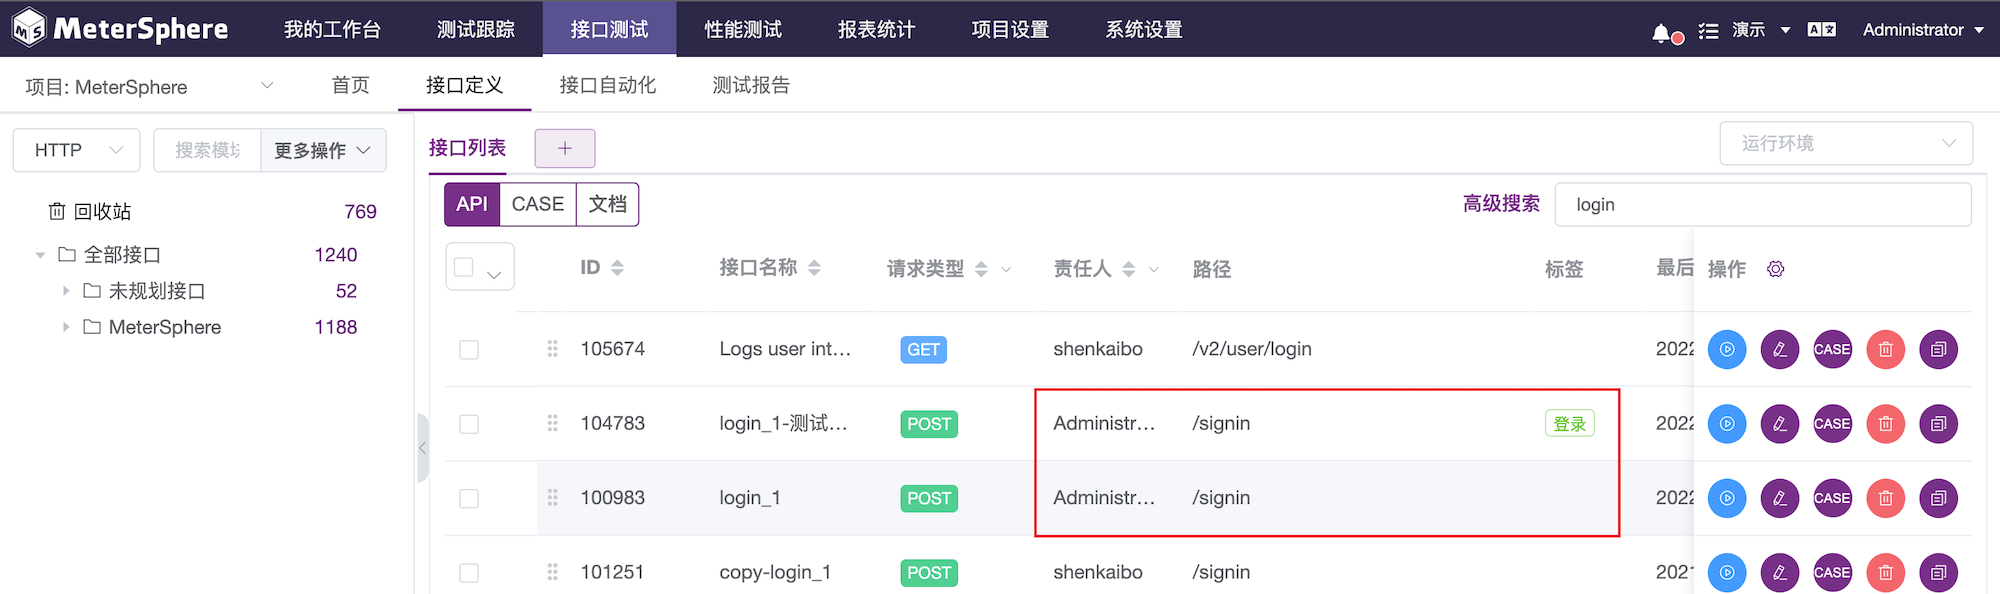 MeterSphere 我的工作台 测试跟踪 接口测试 性能测试 报表统计 项目设置 系统设置 演示 Administrator
项目: MeterSphere 首页 接口定义 接口自动化 测试报告
HTTP 搜索模块 更多操作
回收站 769
全部接口 1240
未规划接口 52
MeterSphere 1188
接口列表 + 运行环境
API CASE 文档 高级搜索 login
ID 接口名称 请求类型 责任人 路径 标签 最后 操作
105674 Logs user int... GET shenkaibo /v2/user/login 2022 CASE
104783 login_1-测试... POST Administr... /signin 登录 2022 CASE
100983 login_1 POST Administr... /signin 2022 CASE
101251 copy-login_1 POST shenkaibo /signin 2021 CASE